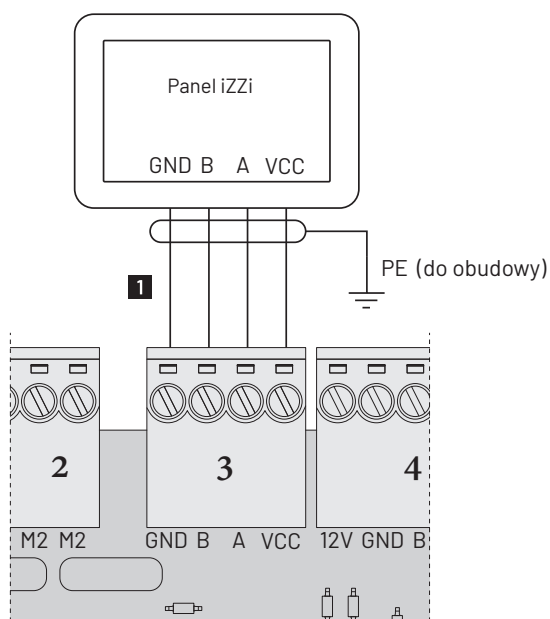 Panel iZZi
GND B A VCC
PE (do obudowy)
1
2 3 4
M2 M2 GND B A VCC 12V GND B